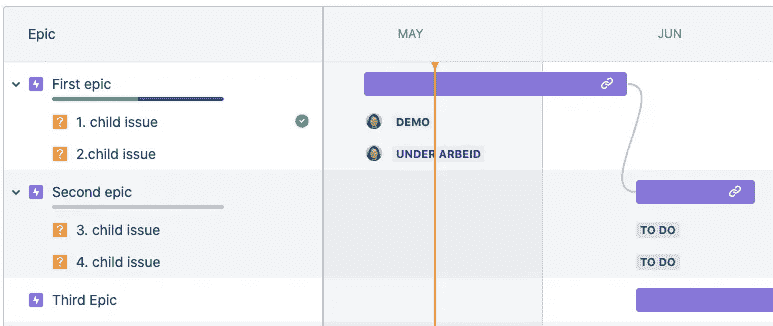 Epic MAY JUN
First epic
1. child issue DEMO
2.child issue UNDER ARBEID
Second epic
3. child issue TO DO
4. child issue TO DO
Third Epic